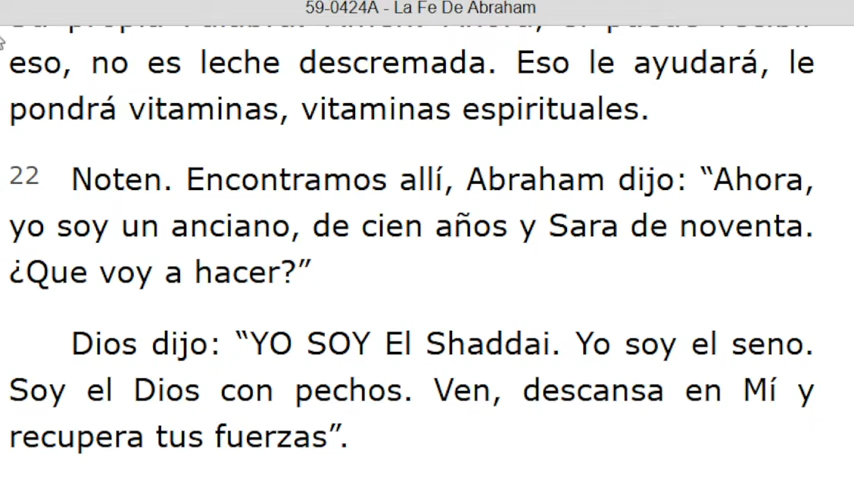 59-0424A - La Fe De Abraham
eso, no es leche descremada. Eso le ayudará, le
pondrá vitaminas, vitaminas espirituales.
22 Noten. Encontramos allí, Abraham dijo: “Ahora,
yo soy un anciano, de cien años y Sara de noventa.
¿Que voy a hacer?”
Dios dijo: “YO SOY El Shaddai. Yo soy el seno.
Soy el Dios con pechos. Ven, descansa en Mí y
recupera tus fuerzas”.